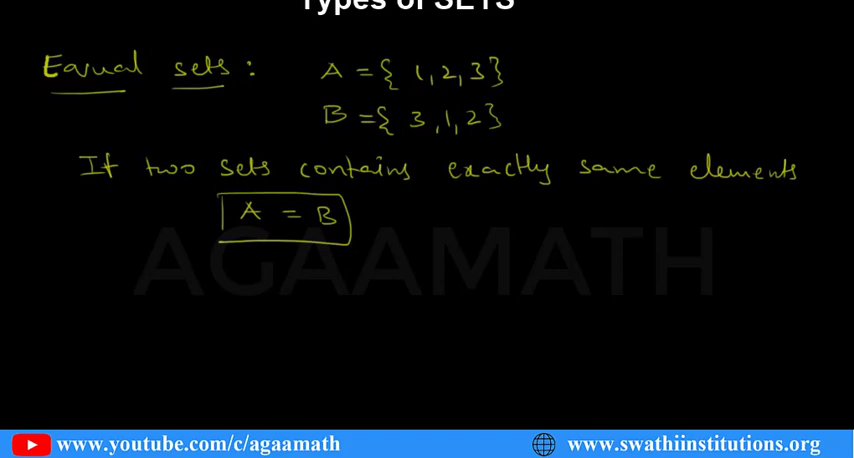 Types of SETS
Equal sets : A = { 1, 2, 3 }
B = { 3, 1, 2 }
If two sets contains exactly same elements
A = B
AGAAMATH
www.youtube.com/c/agaamath www.swathiinstitutions.org